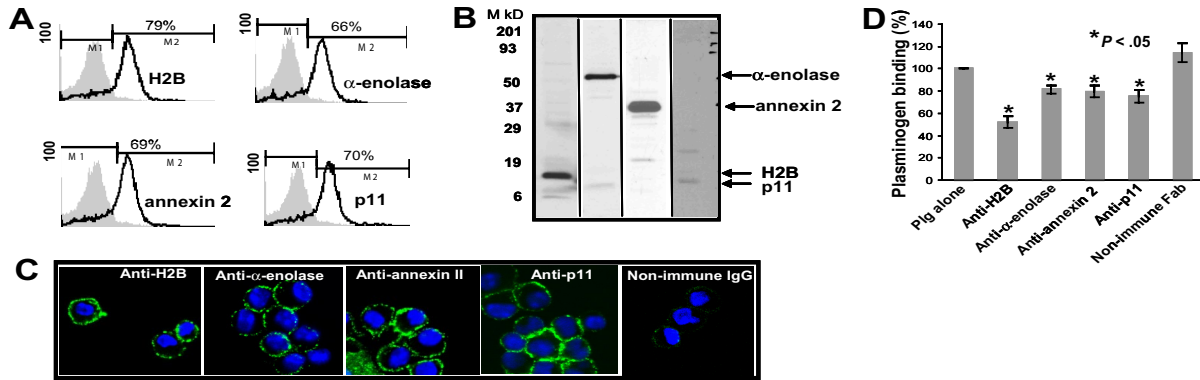 A
100
79%
M1
M2
H2B
100
66%
M1
M2
α-enolase
100
69%
M1
M2
annexin 2
100
70%
M1
M2
p11
B
M kD
201
93
50
37
29
19
6
α-enolase
annexin 2
H2B
p11
C
Anti-H2B
Anti-α-enolase
Anti-annexin II
Anti-p11
Non-immune IgG
D
Plasminogen binding (%)
140
120
100
80
60
40
20
0
*P < .05
*
*
*
*
Plg alone
Anti-H2B
Anti-α-enolase
Anti-annexin 2
Anti-p11
Non-immune Fab